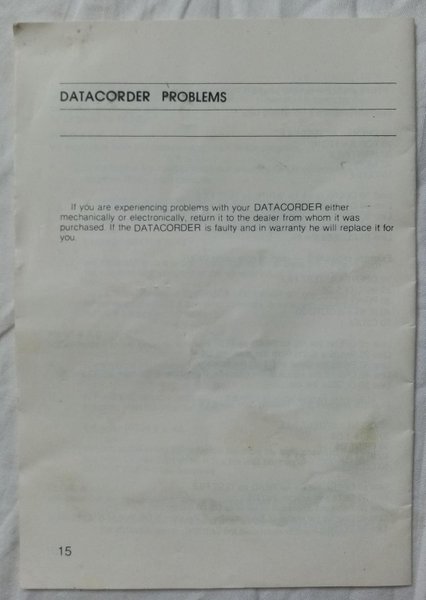 DATACORDER PROBLEMS
If you are experiencing problems with your DATACORDER either
mechanically or electronically, return it to the dealer from whom it was
purchased. If the DATACORDER is faulty and in warranty he will replace it for
you.
15